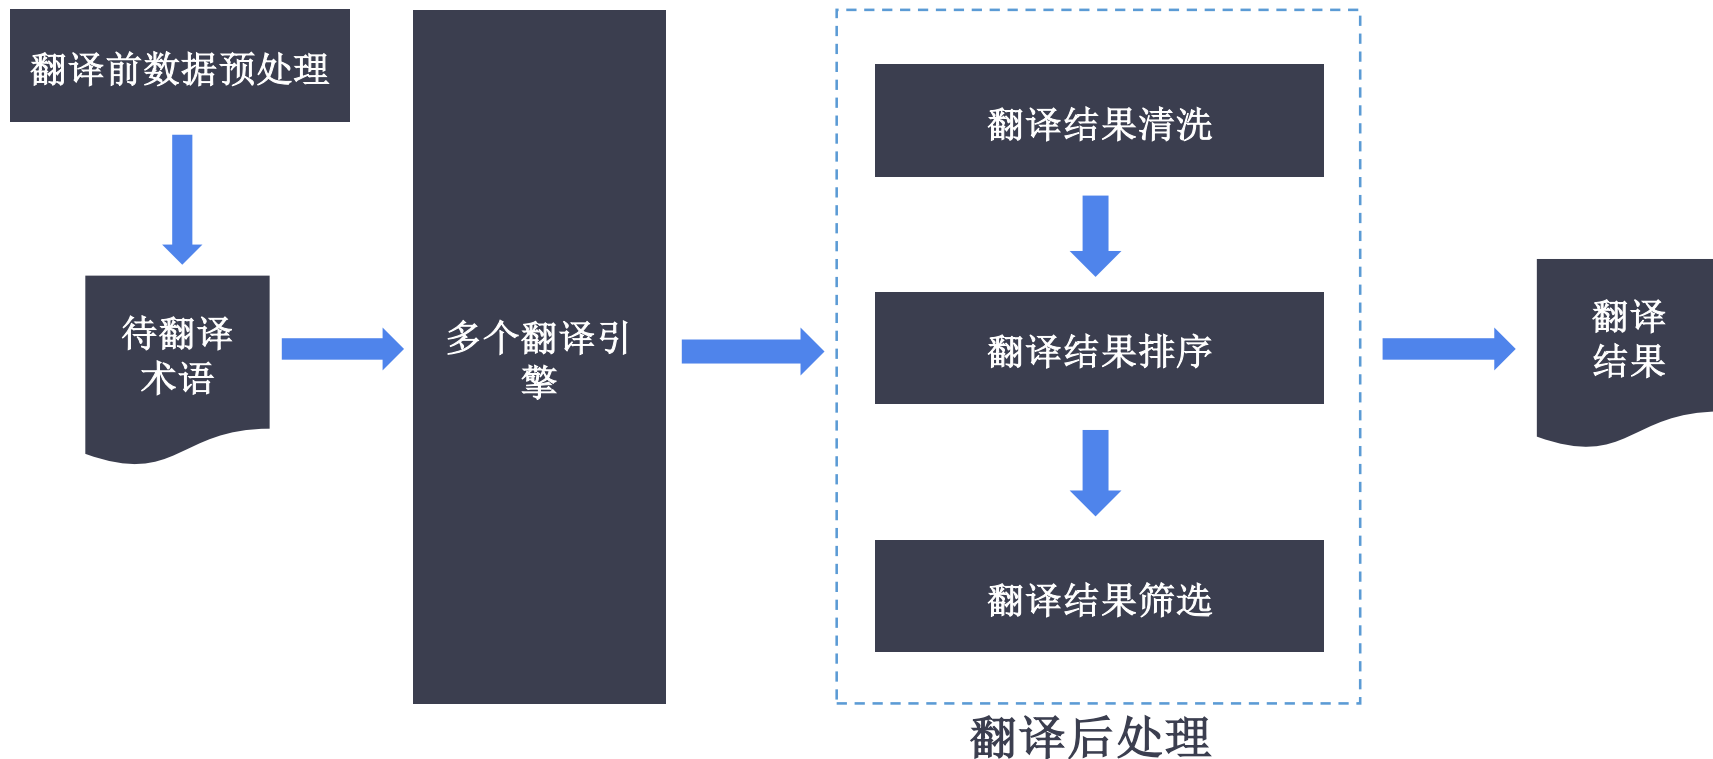 翻译前数据预处理
待翻译
术语
多个翻译引
擎
翻译结果清洗
翻译结果排序
翻译结果筛选
翻译后处理
翻译
结果